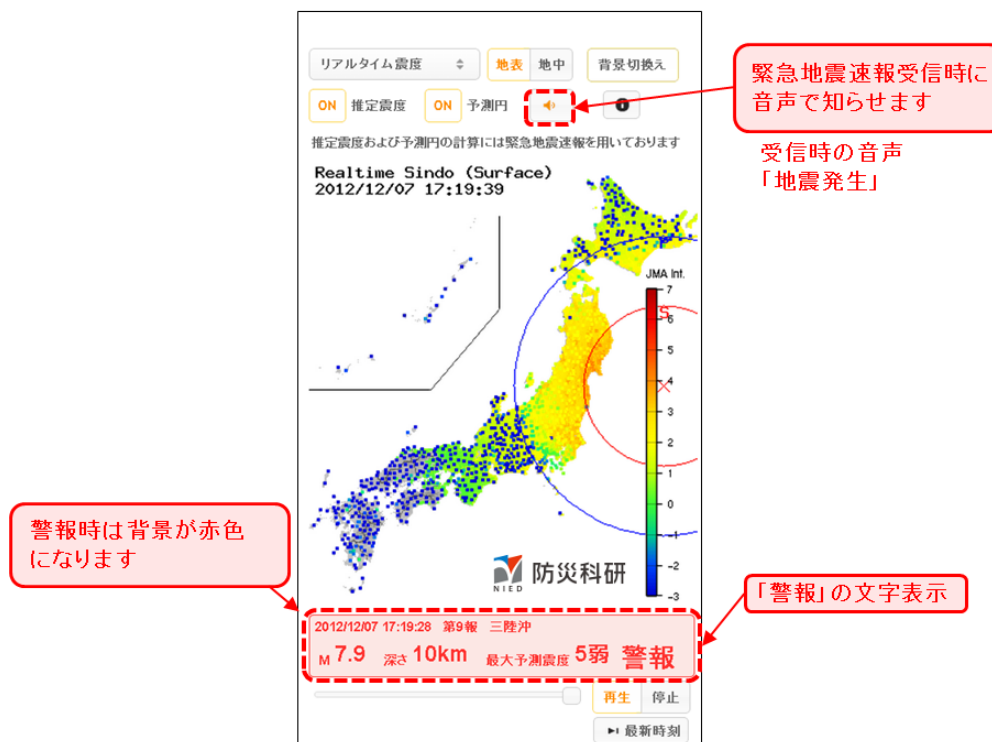 リアルタイム震度
地表 地中
背景切換え
ON 推定震度 ON 予測円
推定震度および予測円の計算には緊急地震速報を用いております
緊急地震速報受信時に
音声で知らせます
受信時の音声
「地震発生」
Realtime Sindo (Surface)
2012/12/07 17:19:39
JMA Int.
7
6
5
4
3
2
1
0
-1
-2
-3
S
P
NIED
防災科研
警報時は背景が赤色
になります
「警報」の文字表示
2012/12/07 17:19:28 第9報 三陸沖
M 7.9 深さ 10km 最大予測震度 5弱 警報
再生 停止
最新時刻